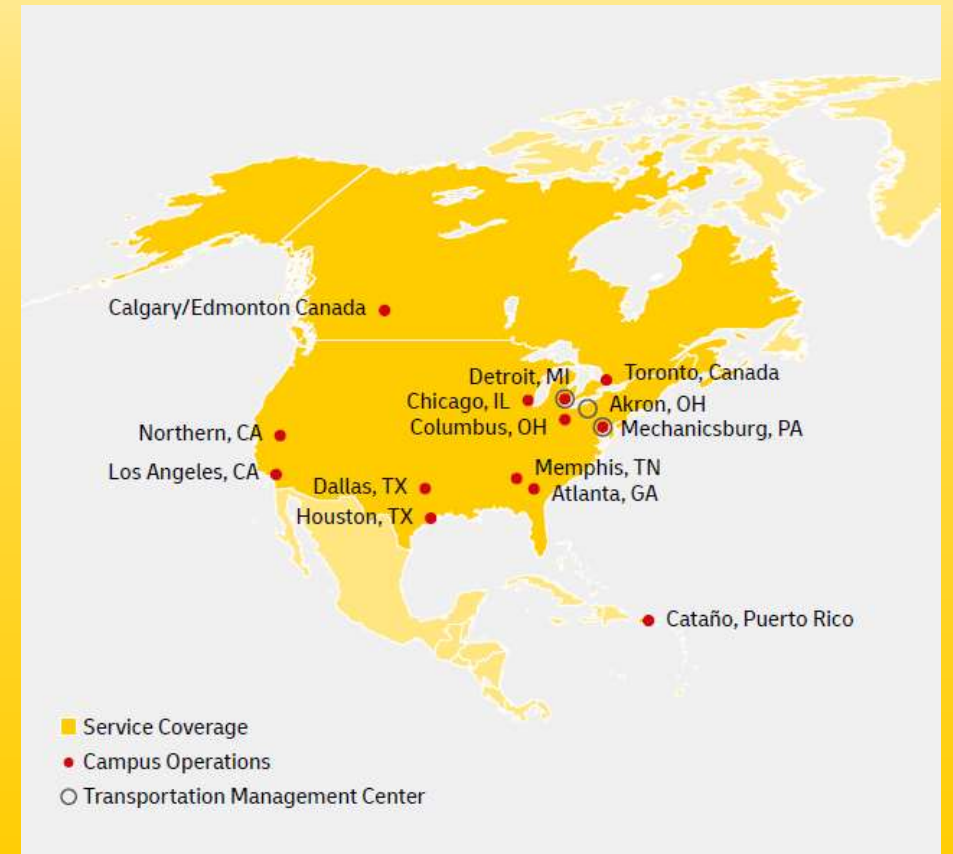 Calgary/Edmonton Canada
Detroit, MI
Toronto, Canada
Chicago, IL
Akron, OH
Columbus, OH
Mechanicsburg, PA
Northern, CA
Los Angeles, CA
Memphis, TN
Dallas, TX
Atlanta, GA
Houston, TX
Cataño, Puerto Rico
Service Coverage
Campus Operations
Transportation Management Center